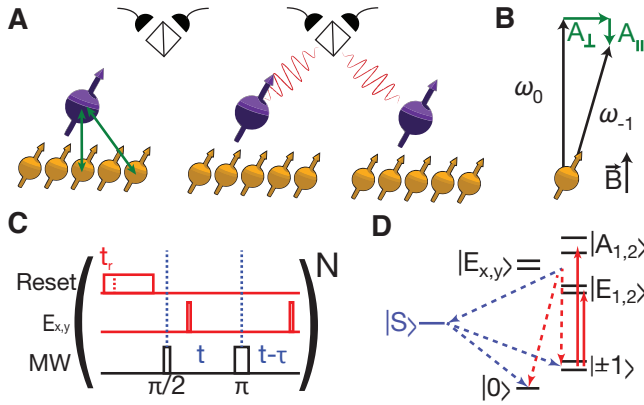 A
B
A⊥
A||
ω₀
ω₋₁
B⃗
C
tᵣ
Reset
Eₓ,ᵧ
MW
π/2
t
π
t-τ
N
D
|Eₓ,ᵧ⟩
|A₁,₂⟩
|E₁,₂⟩
|S⟩
|±1⟩
|0⟩